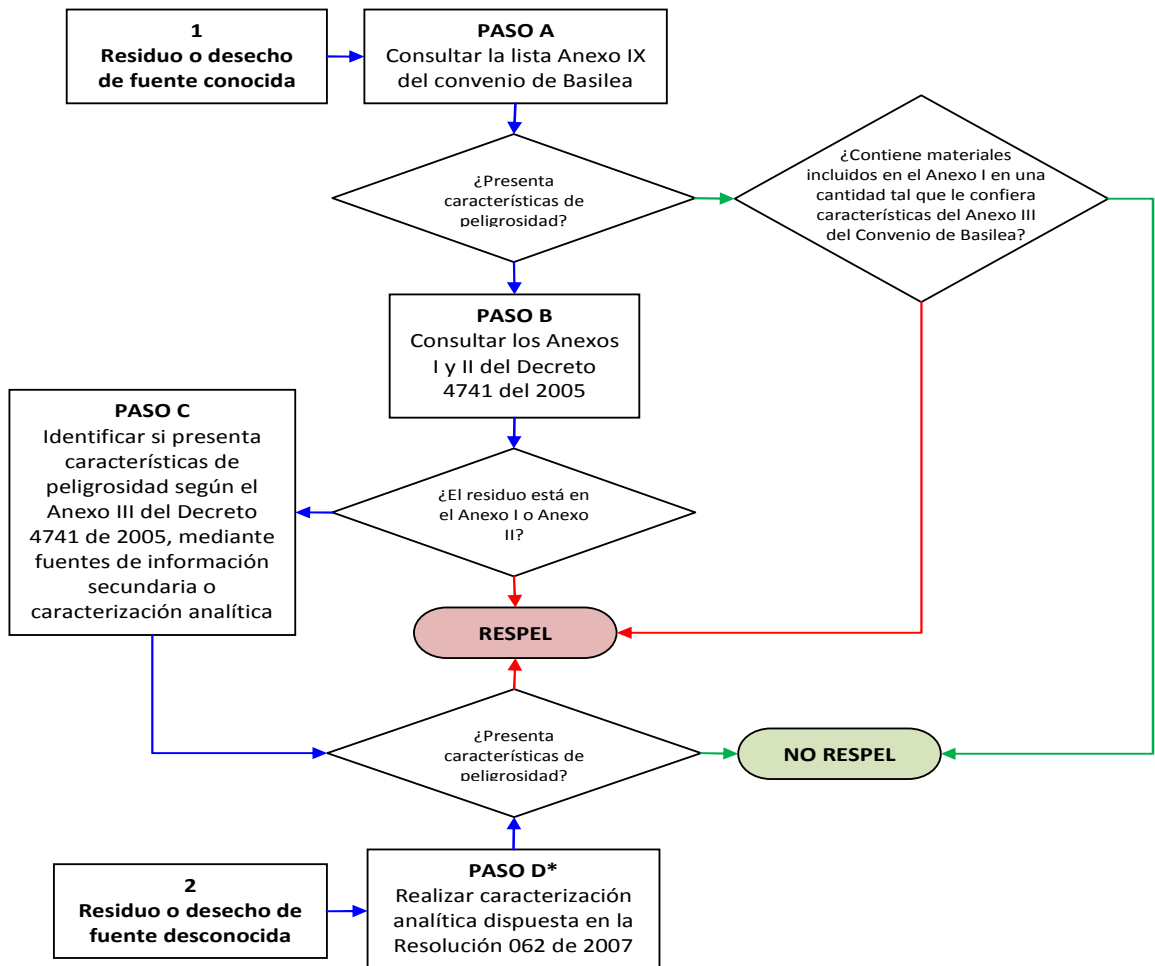 1
Residuo o desecho
de fuente conocida
PASO A
Consultar la lista Anexo IX
del convenio de Basilea
¿Presenta
características de
peligrosidad?
¿Contiene materiales
incluidos en el Anexo I en una
cantidad tal que le confiera
características del Anexo III
del Convenio de Basilea?
PASO B
Consultar los Anexos
I y II del Decreto
4741 del 2005
PASO C
Identificar si presenta
características de
peligrosidad según el
Anexo III del Decreto
4741 de 2005, mediante
fuentes de información
secundaria o
caracterización analítica
¿El residuo está en
el Anexo I o Anexo
II?
RESPEL
¿Presenta
características de
peligrosidad?
NO RESPEL
2
Residuo o desecho de
fuente desconocida
PASO D*
Realizar caracterización
analítica dispuesta en la
Resolución 062 de 2007